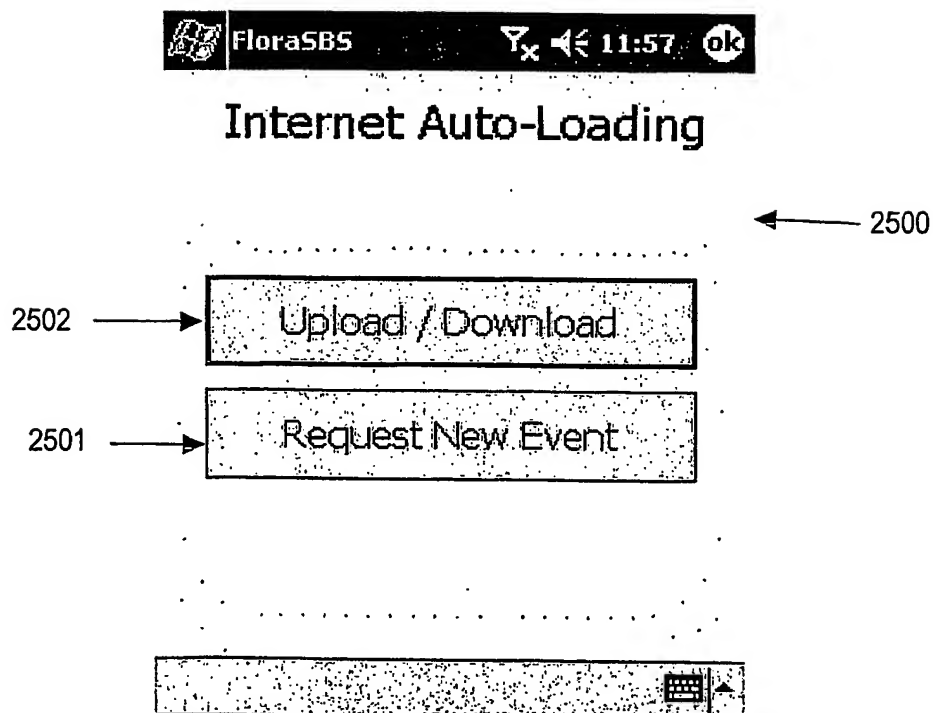 FloraSBS 11:57 ok
Internet Auto-Loading
2500
2502 Upload / Download
2501 Request New Event